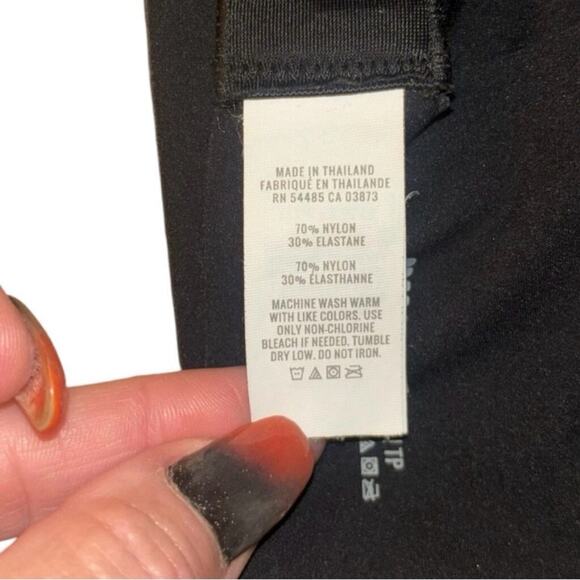 MADE IN THAILAND
FABRIQUÉ EN THAILANDE
RN 54485 CA 03873
70% NYLON
30% ELASTANE
70% NYLON
30% ÉLASTHANNE
MACHINE WASH WARM
WITH LIKE COLORS. USE
ONLY NON-CHLORINE
BLEACH IF NEEDED. TUMBLE
DRY LOW. DO NOT IRON.